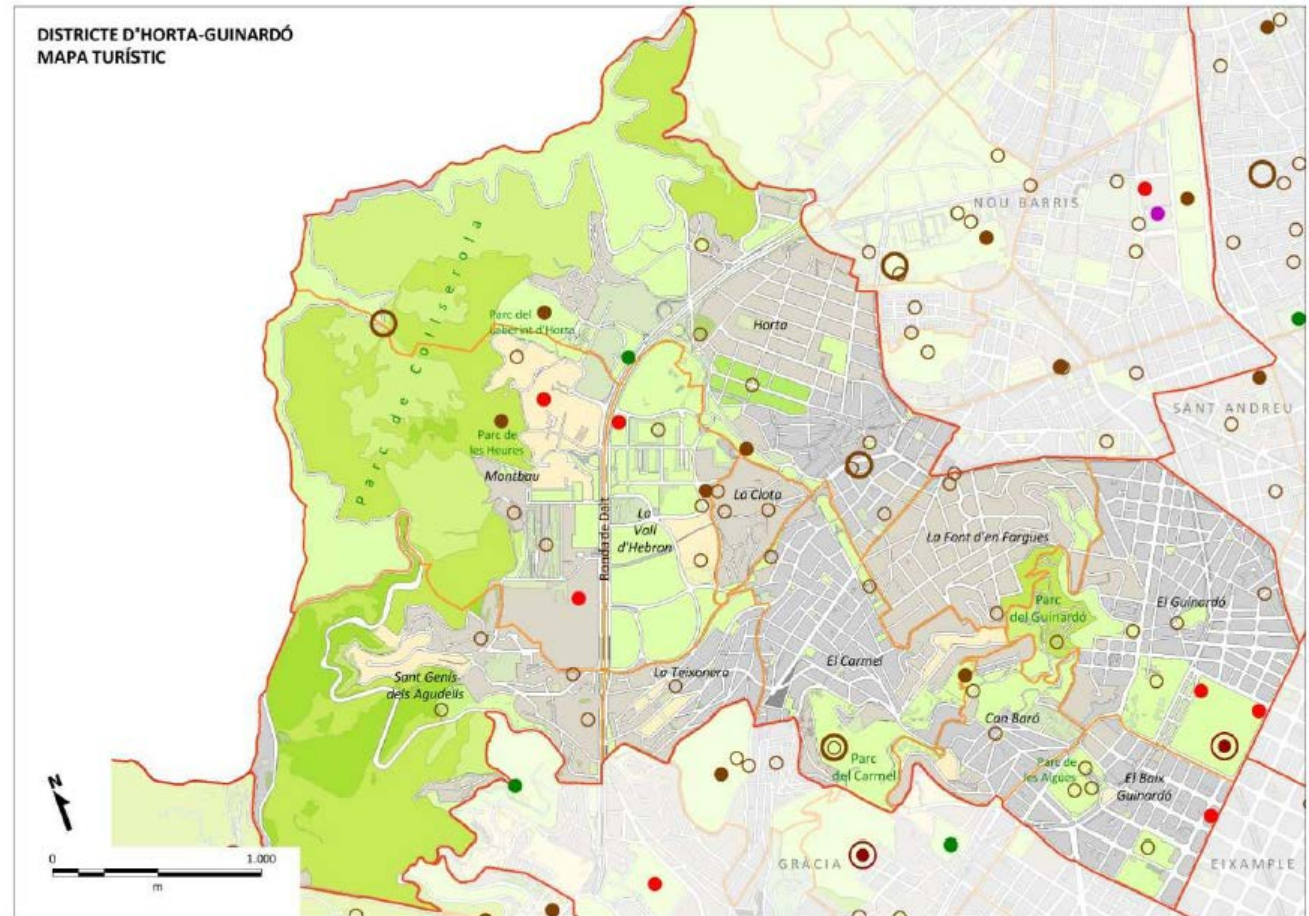 DISTRICTE D'HORTA-GUINARDÓ
MAPA TURÍSTIC
NOU BARRIS
Parc de Collserola
Parc del
Laberint d'Horta
Horta
SANT ANDREU
Parc de
les Heures
Montbau
La Clota
La
Vall
d'Hebron
Ronda de Dalt
La Font d'en Fargues
Parc
del Guinardó
El Guinardó
El Carmel
La Teixonera
Sant Genís
dels Agudells
Can Baró
Parc
del Carmel
Parc de
les Aigües
El Baix
Guinardó
N
GRÀCIA
EIXAMPLE
0 1.000
m